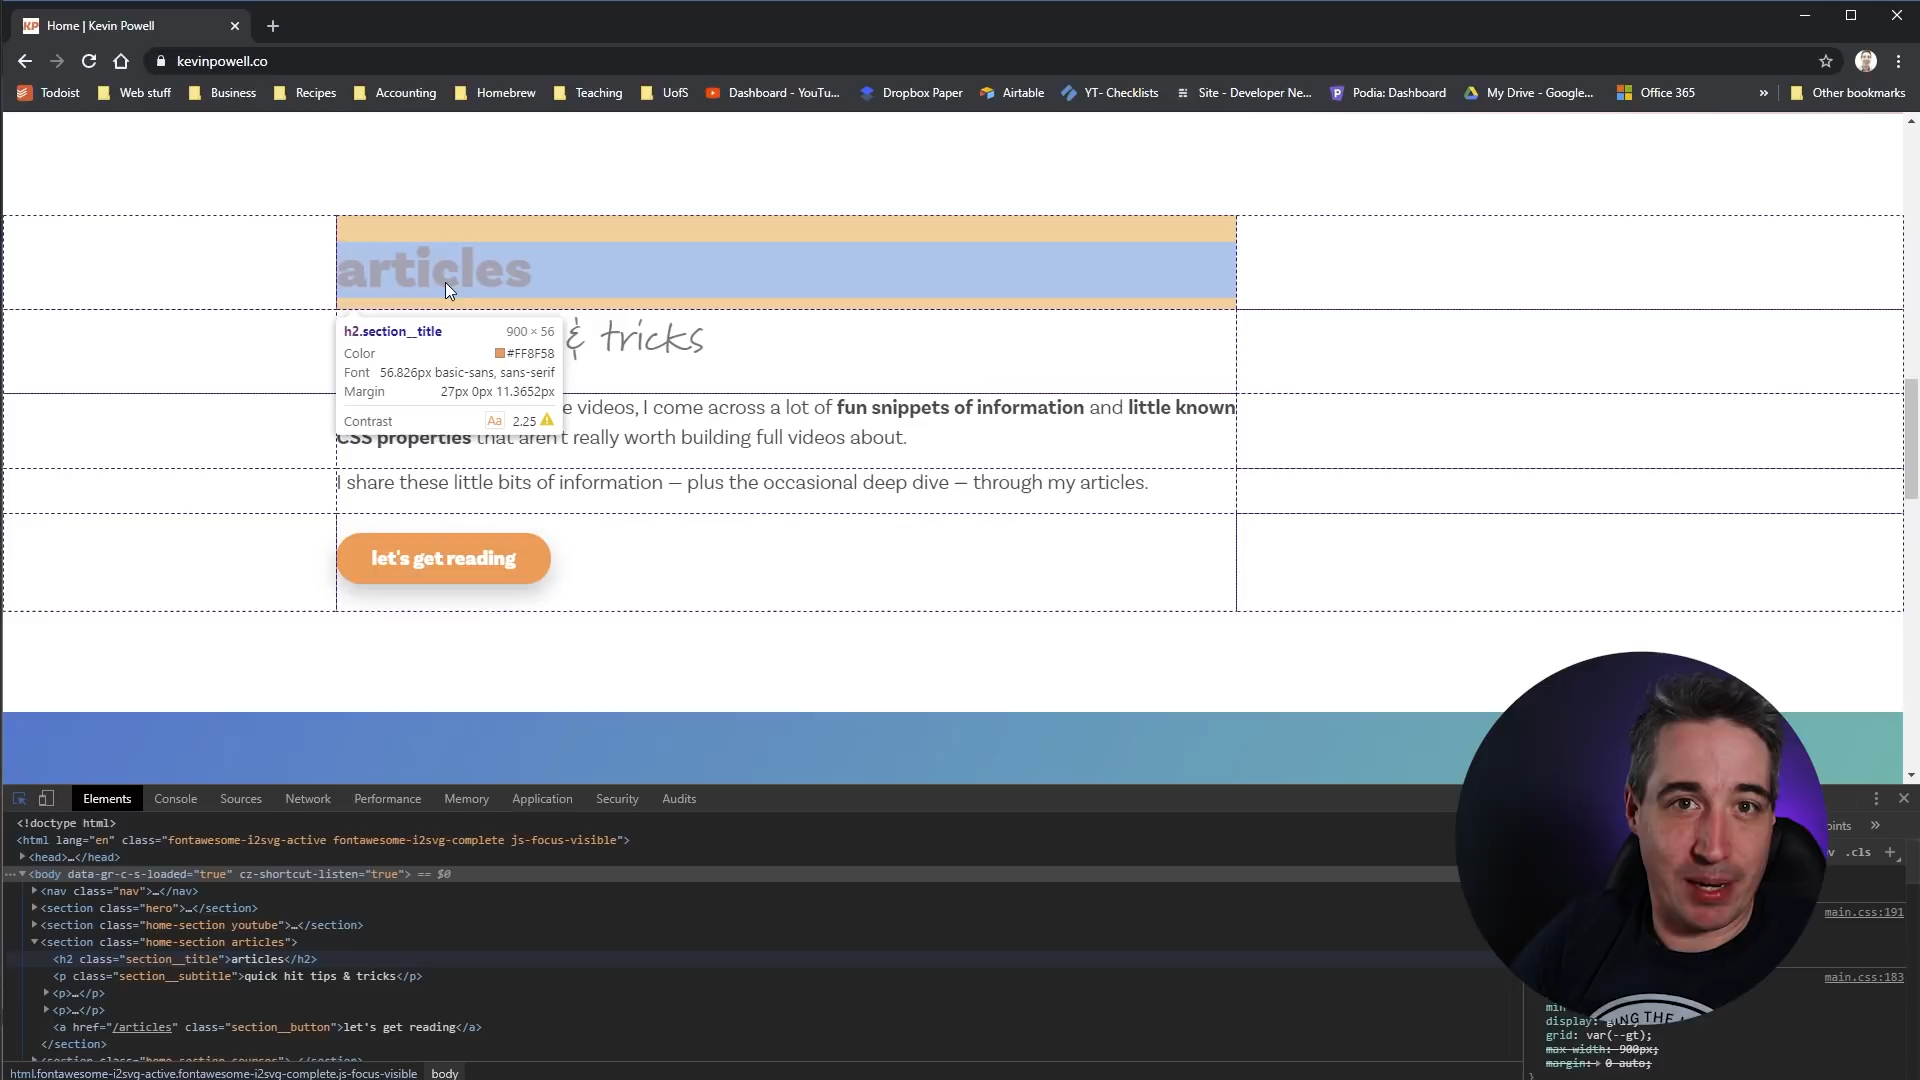 KP Home | Kevin Powell
kevinpowell.co
Todoist Web stuff Business Recipes Accounting Homebrew Teaching UofS Dashboard - YouTu... Dropbox Paper Airtable YT- Checklists Site - Developer Ne... Podia: Dashboard My Drive - Google... Office 365 » Other bookmarks
articles
& tricks
h2.section__title 900 × 56
Color #FF8F58
Font 56.826px basic-sans, sans-serif
Margin 27px 0px 11.3652px
Contrast Aa 2.25
e videos, I come across a lot of fun snippets of information and little known
CSS properties that aren't really worth building full videos about.
I share these little bits of information — plus the occasional deep dive — through my articles.
let's get reading
Elements Console Sources Network Performance Memory Application Security Audits
<!doctype html>
<html lang="en" class="fontawesome-i2svg-active fontawesome-i2svg-complete js-focus-visible">
<head>…</head>
<body data-gr-c-s-loaded="true" cz-shortcut-listen="true"> == $0
<nav class="nav">…</nav>
<section class="hero">…</section>
<section class="home-section youtube">…</section>
<section class="home-section articles">
<h2 class="section__title">articles</h2>
<p class="section__subtitle">quick hit tips & tricks</p>
<p>…</p>
<p>…</p>
<a href="/articles" class="section__button">let's get reading</a>
</section>
html.fontawesome-i2svg-active.fontawesome-i2svg-complete.js-focus-visible body
oints »
.cls +
main.css:191
main.css:183
min
display:
grid: var(--gt);
max-width: 900px;
margin: 0 auto;
}
ING THE